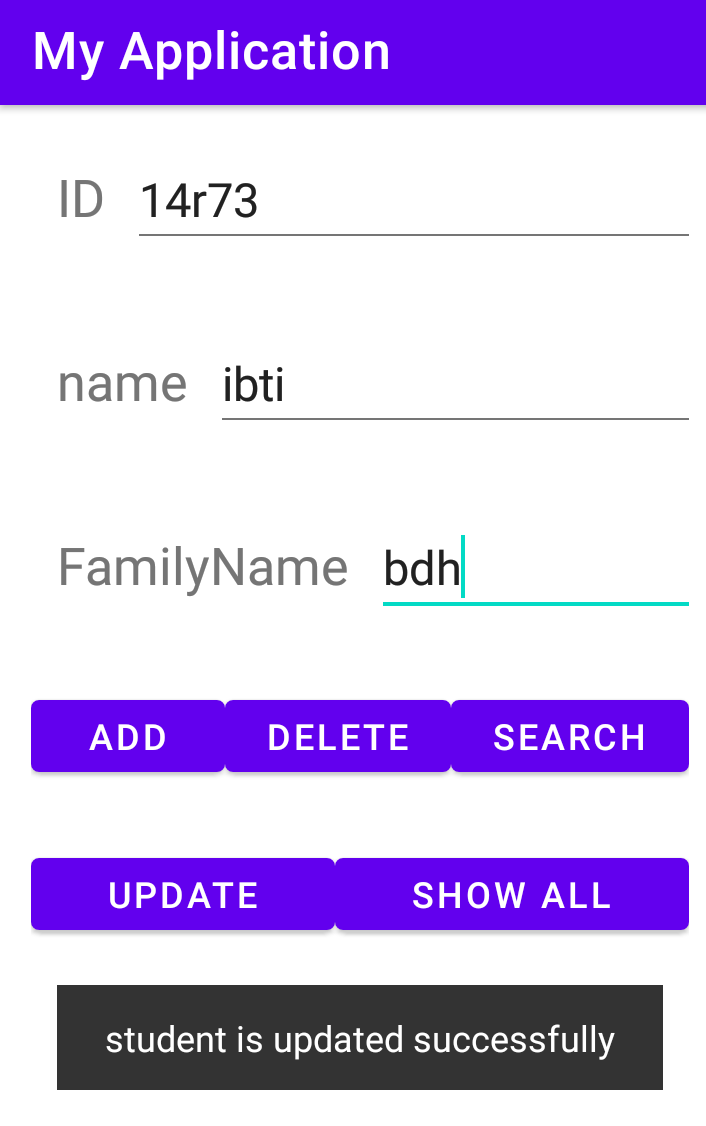 My Application
ID 14r73
name ibti
FamilyName bdh
ADD DELETE SEARCH
UPDATE SHOW ALL
student is updated successfully